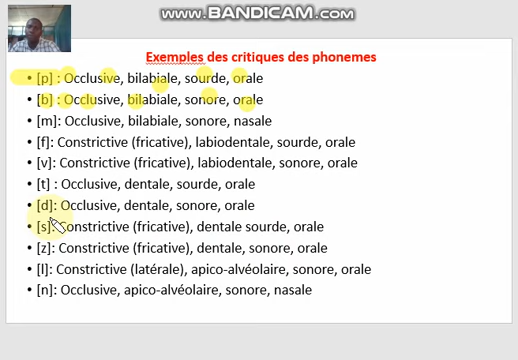 www.BANDICAM.com
Exemples des critiques des phonemes
• [p] : Occlusive, bilabiale, sourde, orale
• [b] : Occlusive, bilabiale, sonore, orale
• [m]: Occlusive, bilabiale, sonore, nasale
• [f]: Constrictive (fricative), labiodentale, sourde, orale
• [v]: Constrictive (fricative), labiodentale, sonore, orale
• [t] : Occlusive, dentale, sourde, orale
• [d]: Occlusive, dentale, sonore, orale
• [s]: Constrictive (fricative), dentale sourde, orale
• [z]: Constrictive (fricative), dentale, sonore, orale
• [l]: Constrictive (latérale), apico-alvéolaire, sonore, orale
• [n]: Occlusive, apico-alvéolaire, sonore, nasale